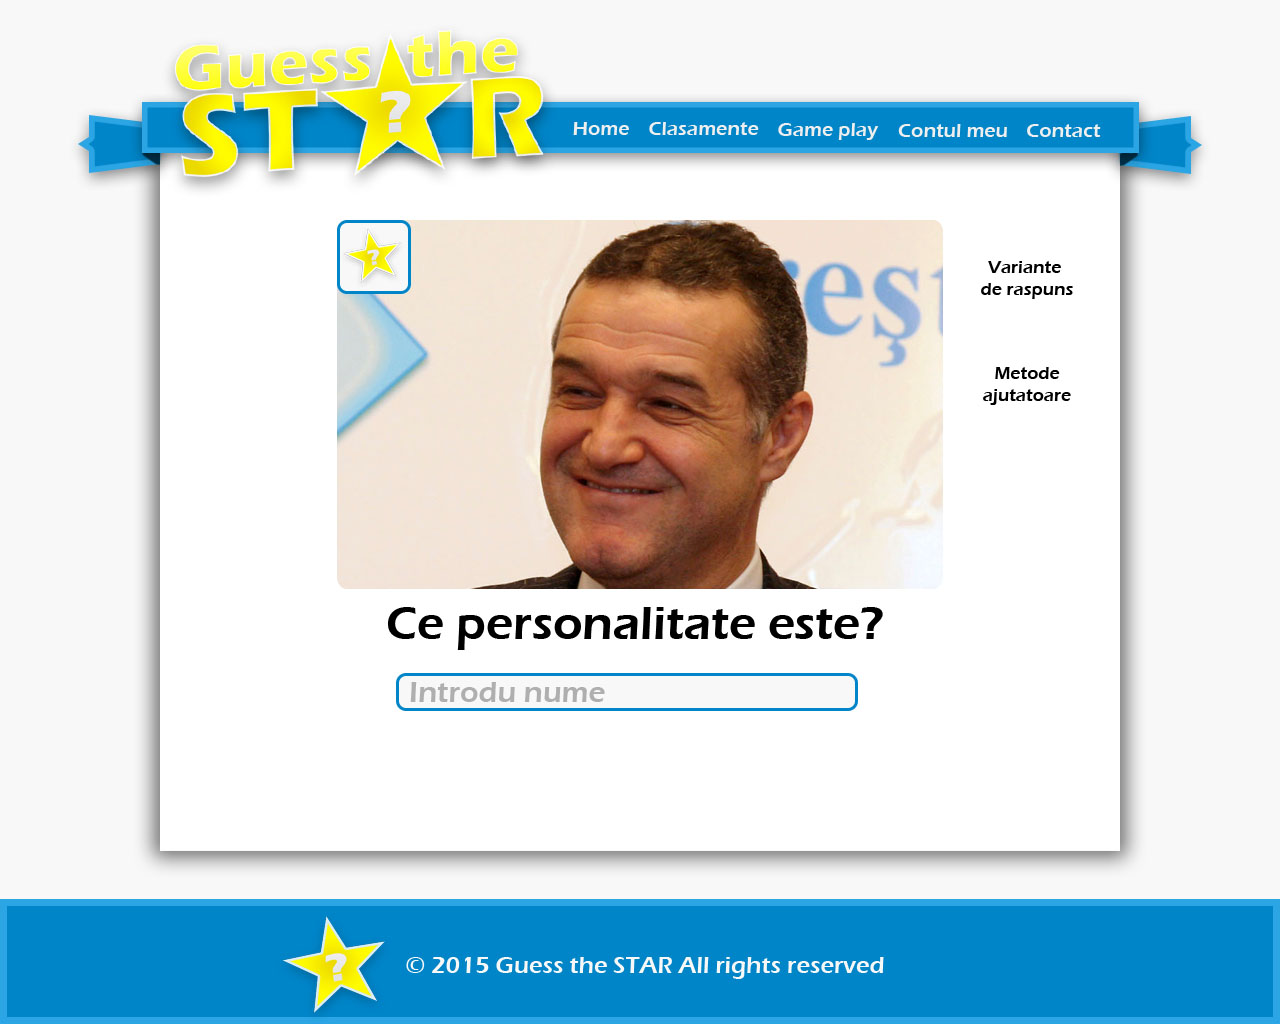 Guess the
STAR
?
Home Clasamente Game play Contul meu Contact
?
reşt
Variante
de raspuns
Metode
ajutatoare
Ce personalitate este?
Introdu nume
?
© 2015 Guess the STAR All rights reserved